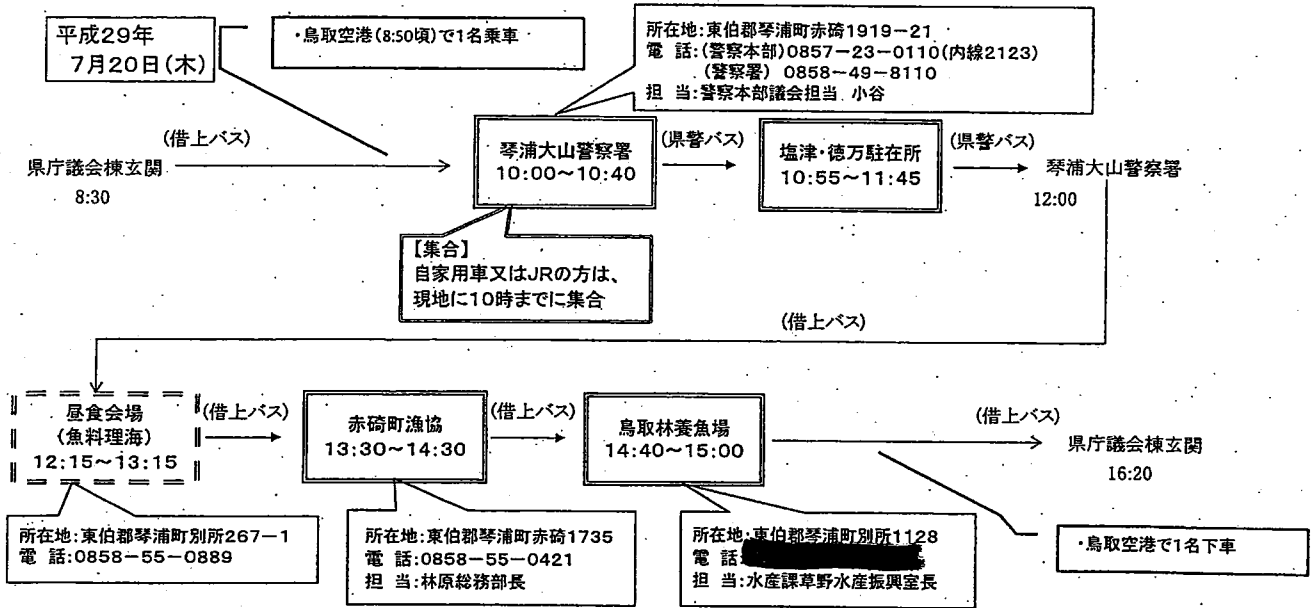 平成29年
7月20日(木)
・鳥取空港(8:50頃)で1名乗車
所在地:東伯郡琴浦町赤碕1919-21
電 話:(警察本部)0857-23-0110(内線2123)
(警察署) 0858-49-8110
担 当:警察本部議会担当 小谷
県庁議会棟玄関
8:30
(借上バス)
琴浦大山警察署
10:00~10:40
(県警バス)
塩津・徳万駐在所
10:55~11:45
(県警バス)
琴浦大山警察署
12:00
【集合】
自家用車又はJRの方は、
現地に10時までに集合
(借上バス)
昼食会場
(魚料理海)
12:15~13:15
(借上バス)
赤碕町漁協
13:30~14:30
(借上バス)
鳥取林養魚場
14:40~15:00
(借上バス)
県庁議会棟玄関
16:20
所在地:東伯郡琴浦町別所267-1
電 話:0858-55-0889
所在地:東伯郡琴浦町赤碕1735
電 話:0858-55-0421
担 当:林原総務部長
所在地:東伯郡琴浦町別所1128
電 話:
担 当:水産課草野水産振興室長
・鳥取空港で1名下車